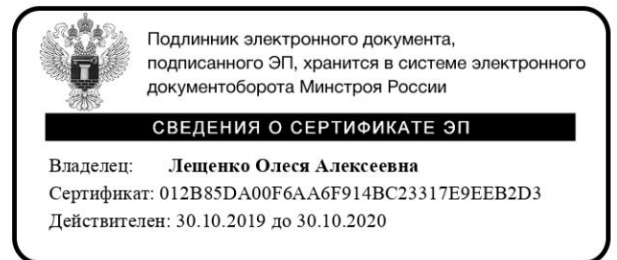 Подлинник электронного документа,
подписанного ЭП, хранится в системе электронного
документоборота Минстроя России
СВЕДЕНИЯ О СЕРТИФИКАТЕ ЭП
Владелец: Лещенко Олеся Алексеевна
Сертификат: 012B85DA00F6AA6F914BC23317E9EEB2D3
Действителен: 30.10.2019 до 30.10.2020